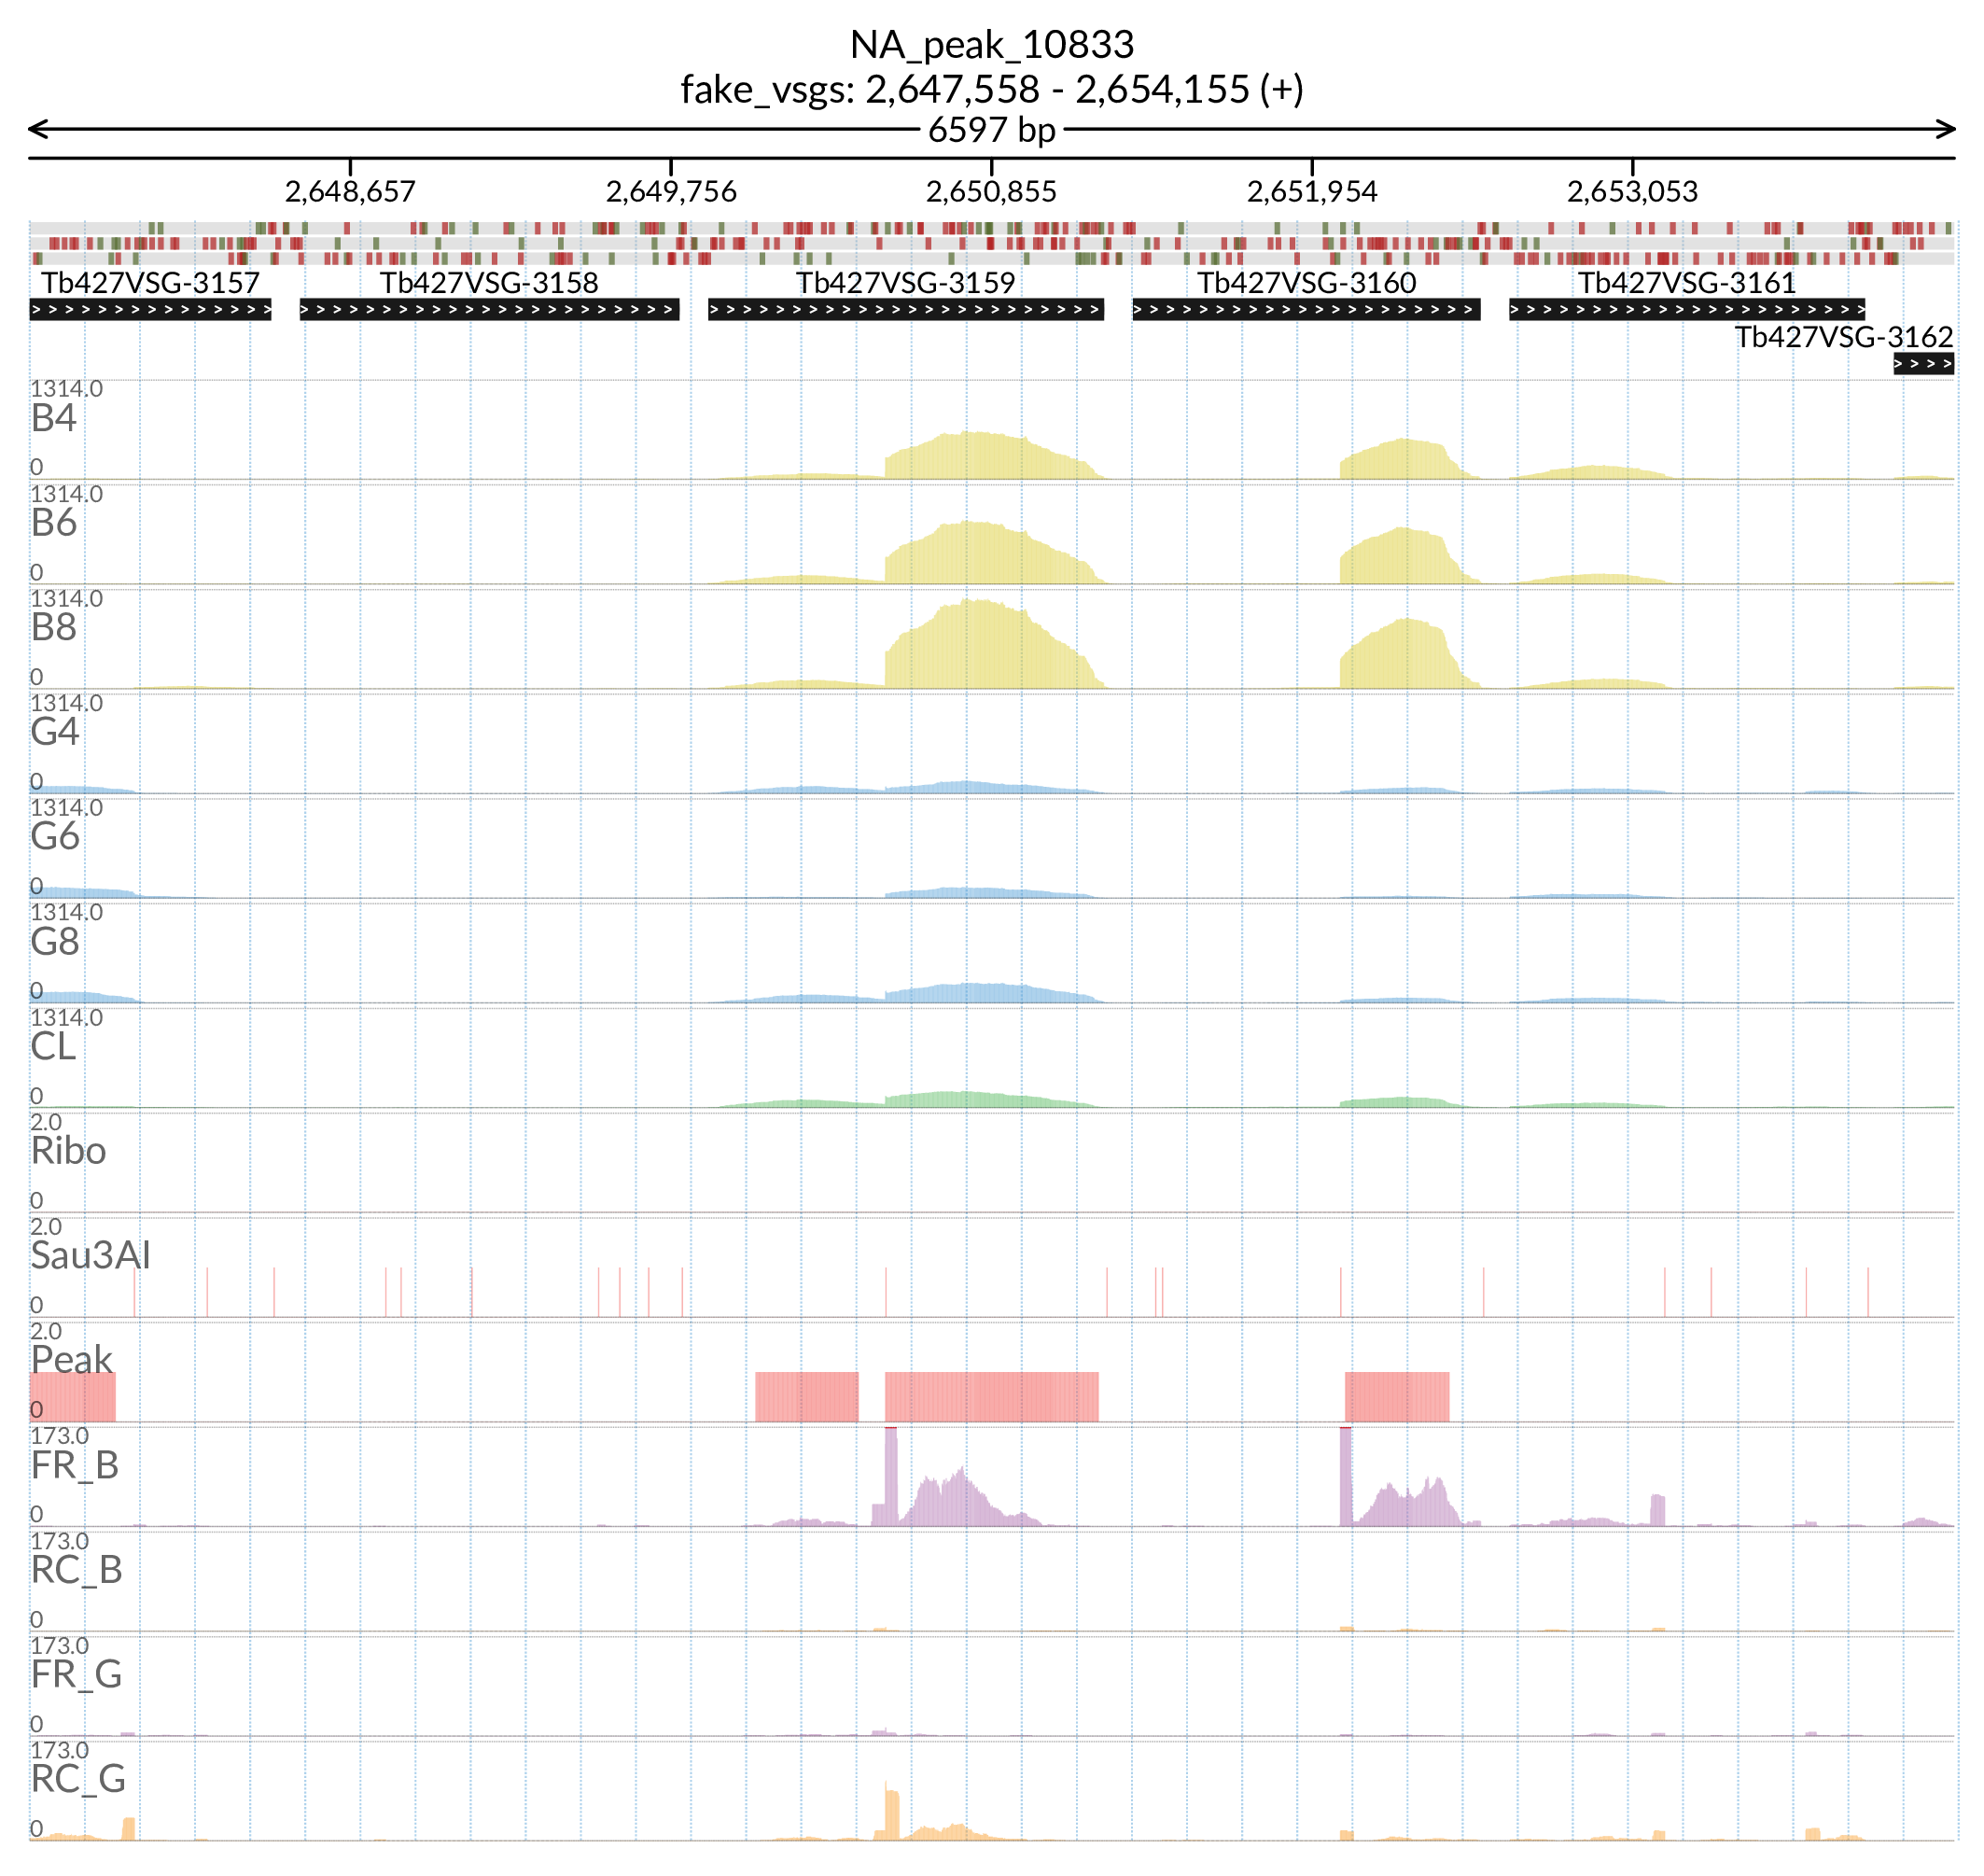 NA_peak_10833
fake_vsgs: 2,647,558 - 2,654,155 (+)
6597 bp
2,648,657 2,649,756 2,650,855 2,651,954 2,653,053
Tb427VSG-3157 Tb427VSG-3158 Tb427VSG-3159 Tb427VSG-3160 Tb427VSG-3161
Tb427VSG-3162
1314.0
B4
0
1314.0
B6
0
1314.0
B8
0
1314.0
G4
0
1314.0
G6
0
1314.0
G8
0
1314.0
CL
0
2.0
Ribo
0
2.0
Sau3AI
0
2.0
Peak
0
173.0
FR_B
0
173.0
RC_B
0
173.0
FR_G
0
173.0
RC_G
0